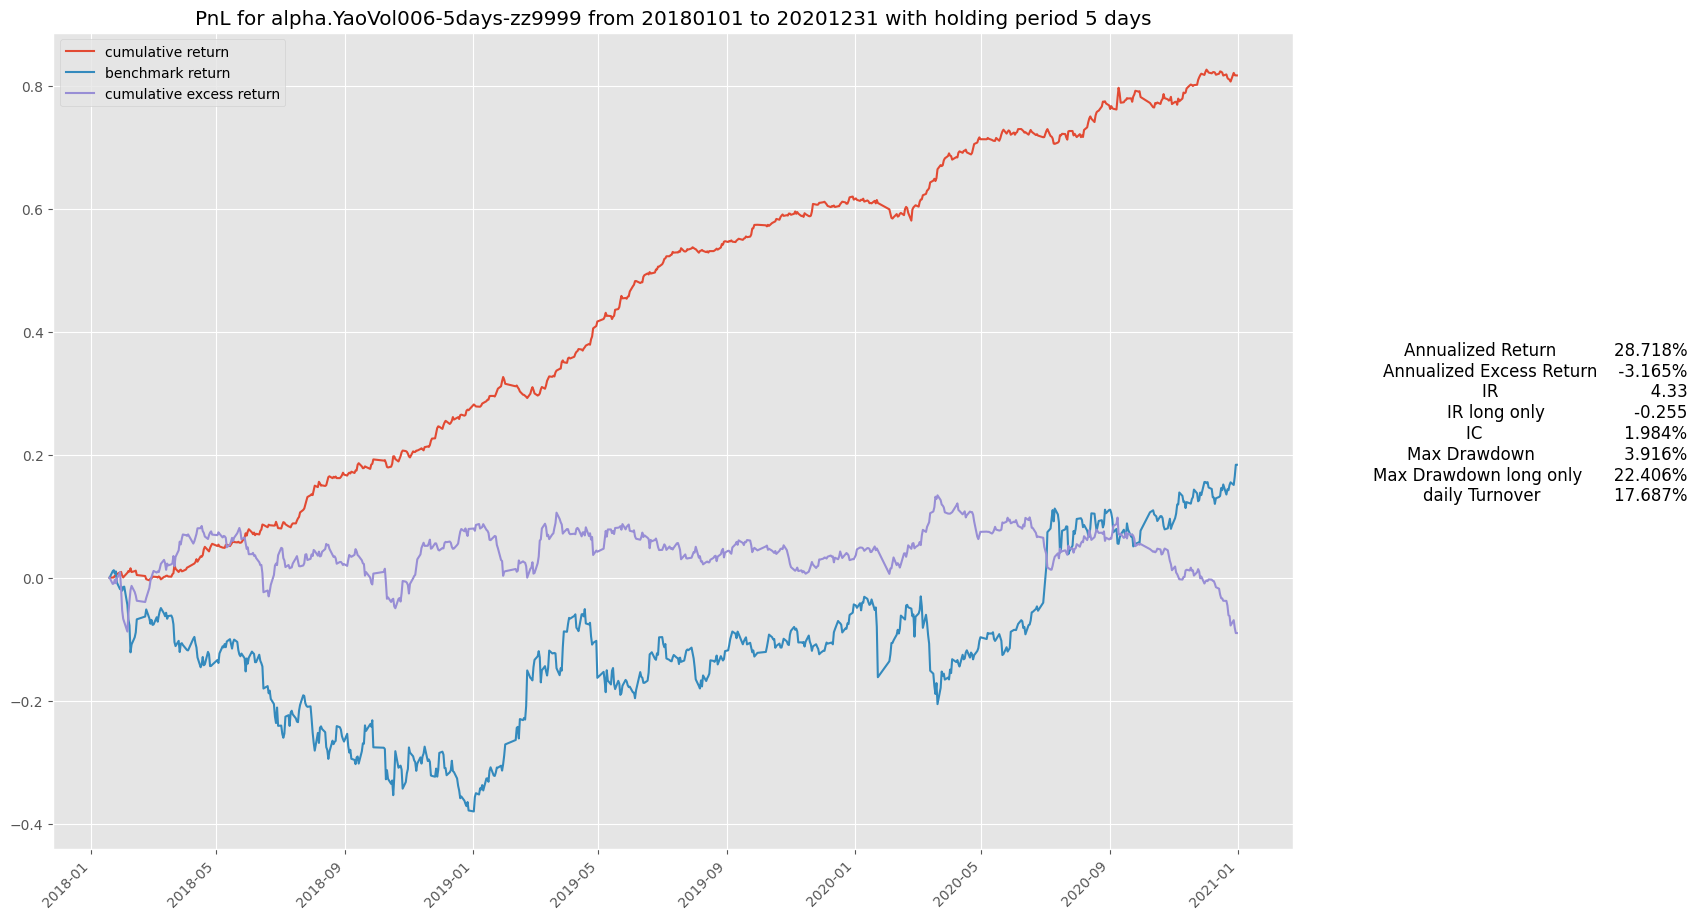 PnL for alpha.YaoVol006-5days-zz9999 from 20180101 to 20201231 with holding period 5 days
cumulative return
benchmark return
cumulative excess return
0.8
0.6
0.4
0.2
0.0
−0.2
−0.4
2018-01
2018-05
2018-09
2019-01
2019-05
2019-09
2020-01
2020-05
2020-09
2021-01
Annualized Return 28.718%
Annualized Excess Return -3.165%
IR 4.33
IR long only -0.255
IC 1.984%
Max Drawdown 3.916%
Max Drawdown long only 22.406%
daily Turnover 17.687%